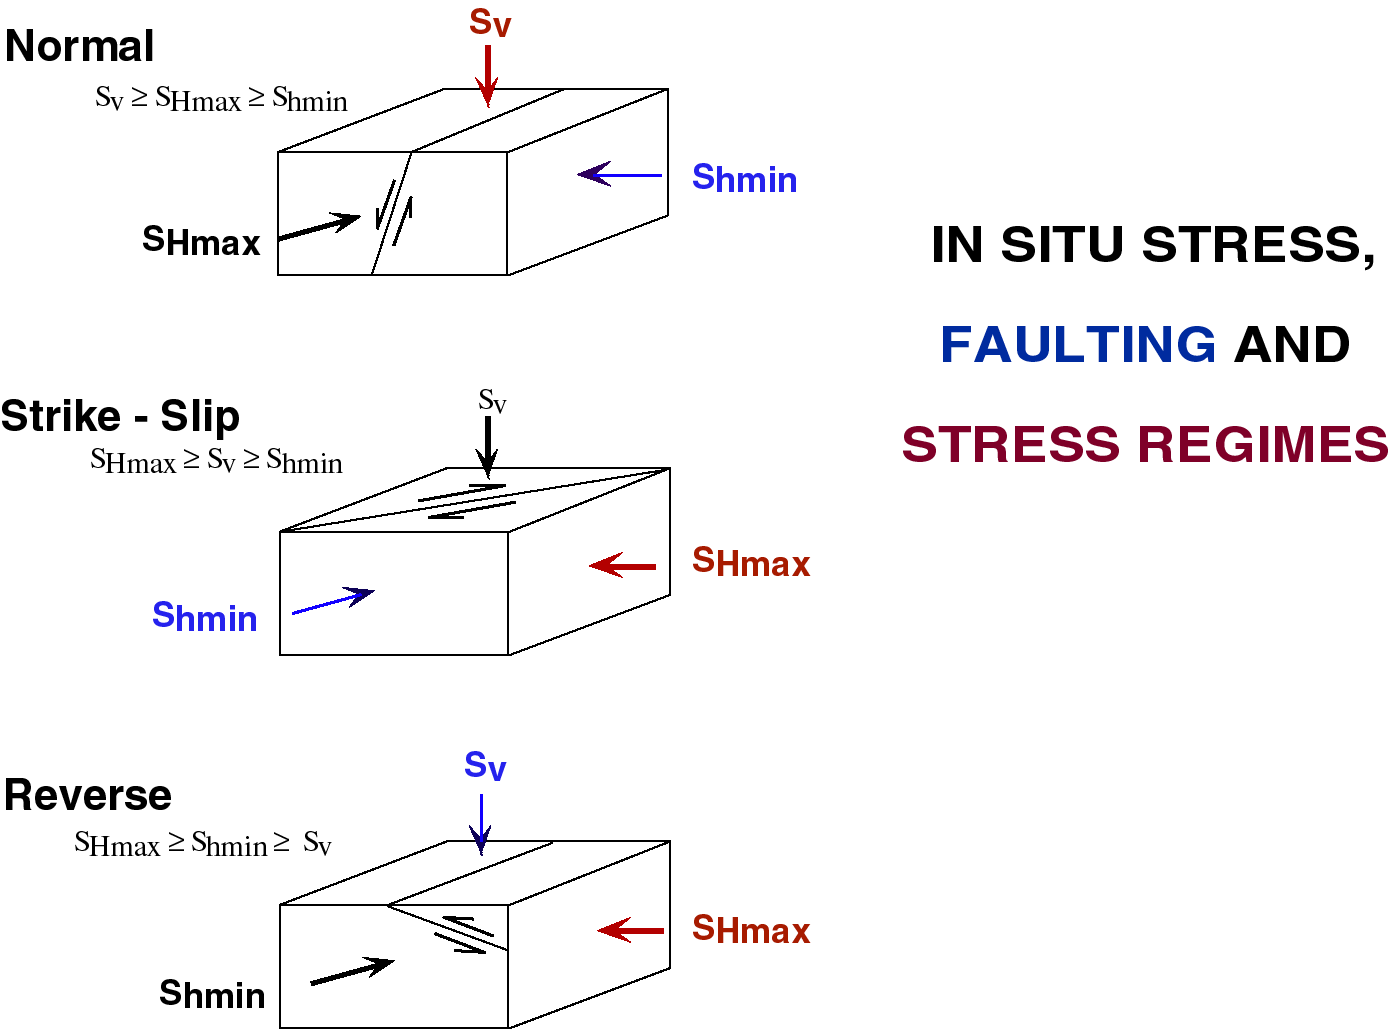 Normal
Sv ≥ SHmax ≥ Shmin
Sv
Shmin
SHmax
IN SITU STRESS,
FAULTING AND
STRESS REGIMES
Strike - Slip
SHmax ≥ Sv ≥ Shmin
Sv
SHmax
Shmin
Reverse
SHmax ≥ Shmin ≥ Sv
Sv
SHmax
Shmin